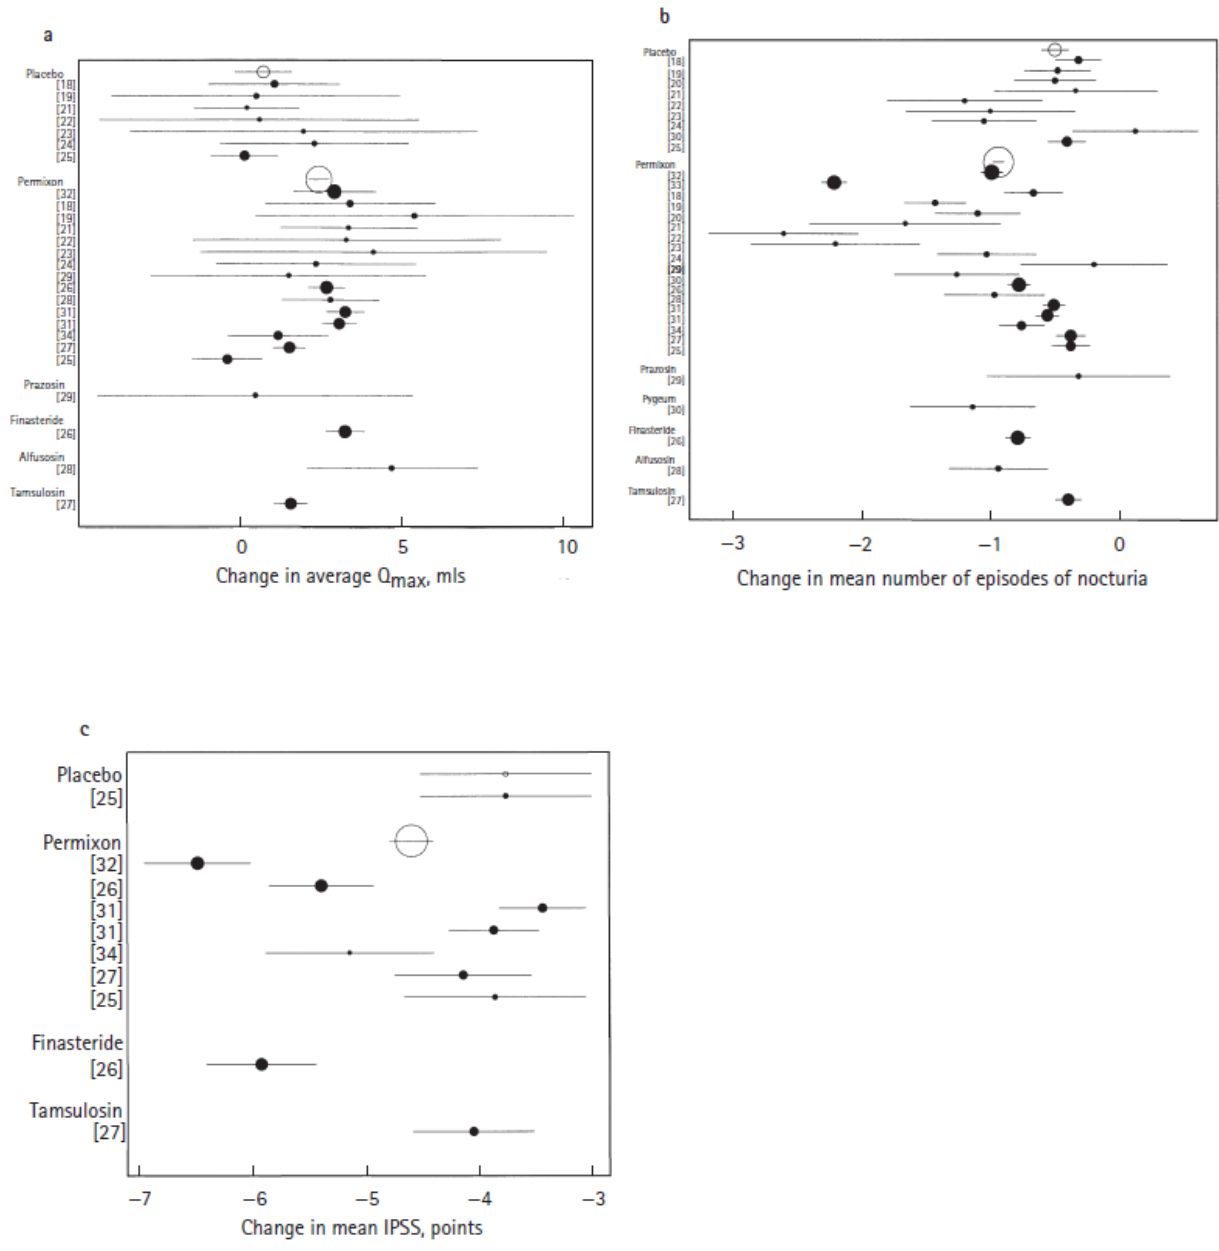 a
Placebo
[18]
[19]
[21]
[22]
[23]
[24]
[25]
Permixon
[32]
[18]
[19]
[21]
[22]
[23]
[24]
[29]
[26]
[28]
[31]
[31]
[34]
[27]
[25]
Prazosin
[29]
Finasteride
[26]
Alfusosin
[28]
Tamsulosin
[27]
0 5 10
Change in average Qmax, mls
b
Placebo
[18]
[19]
[20]
[21]
[22]
[23]
[24]
[30]
[25]
Permixon
[32]
[33]
[18]
[19]
[20]
[21]
[22]
[23]
[24]
[29]
[30]
[26]
[28]
[31]
[31]
[34]
[27]
[25]
Prazosin
[29]
Pygeum
[30]
Finasteride
[26]
Alfusosin
[28]
Tamsulosin
[27]
−3 −2 −1 0
Change in mean number of episodes of nocturia
c
Placebo
[25]
Permixon
[32]
[26]
[31]
[31]
[34]
[27]
[25]
Finasteride
[26]
Tamsulosin
[27]
−7 −6 −5 −4 −3
Change in mean IPSS, points